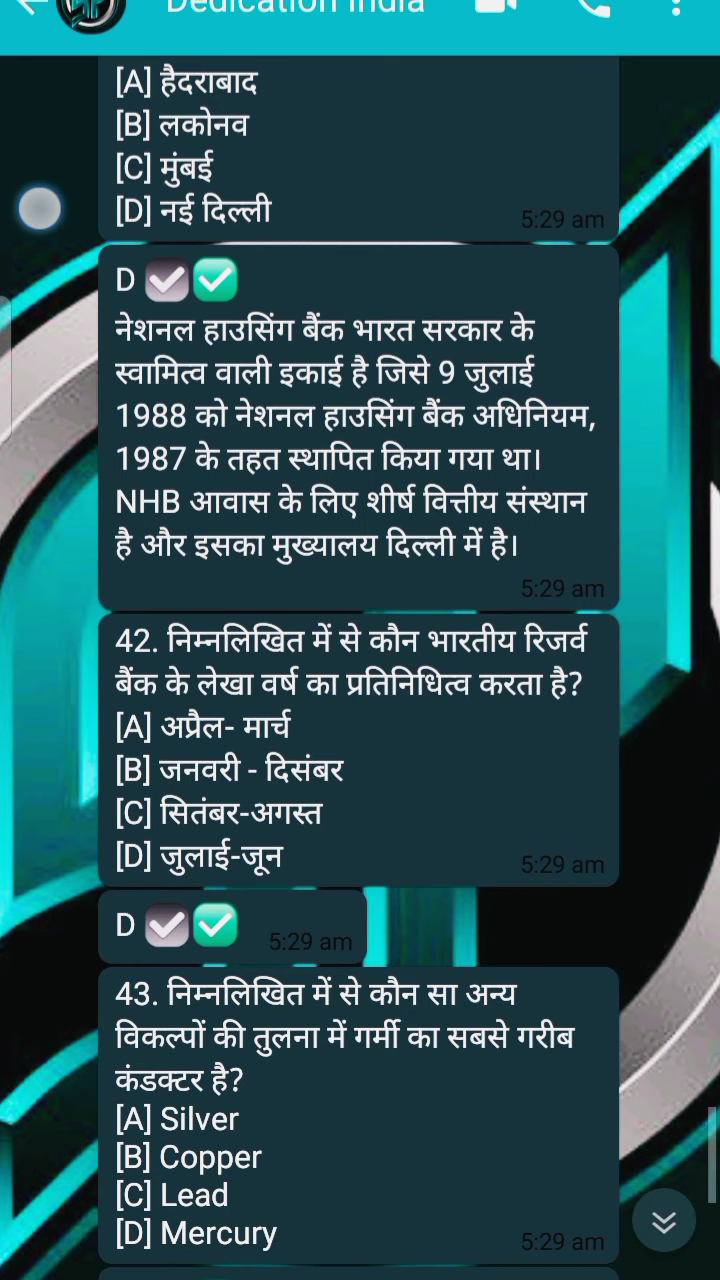 Dedication India
[A] हैदराबाद
[B] लकोनव
[C] मुंबई
[D] नई दिल्ली
5:29 am
D
नेशनल हाउसिंग बैंक भारत सरकार के
स्वामित्व वाली इकाई है जिसे 9 जुलाई
1988 को नेशनल हाउसिंग बैंक अधिनियम,
1987 के तहत स्थापित किया गया था।
NHB आवास के लिए शीर्ष वित्तीय संस्थान
है और इसका मुख्यालय दिल्ली में है।
5:29 am
42. निम्नलिखित में से कौन भारतीय रिजर्व
बैंक के लेखा वर्ष का प्रतिनिधित्व करता है?
[A] अप्रैल- मार्च
[B] जनवरी - दिसंबर
[C] सितंबर-अगस्त
[D] जुलाई-जून
5:29 am
D
5:29 am
43. निम्नलिखित में से कौन सा अन्य
विकल्पों की तुलना में गर्मी का सबसे गरीब
कंडक्टर है?
[A] Silver
[B] Copper
[C] Lead
[D] Mercury
5:29 am